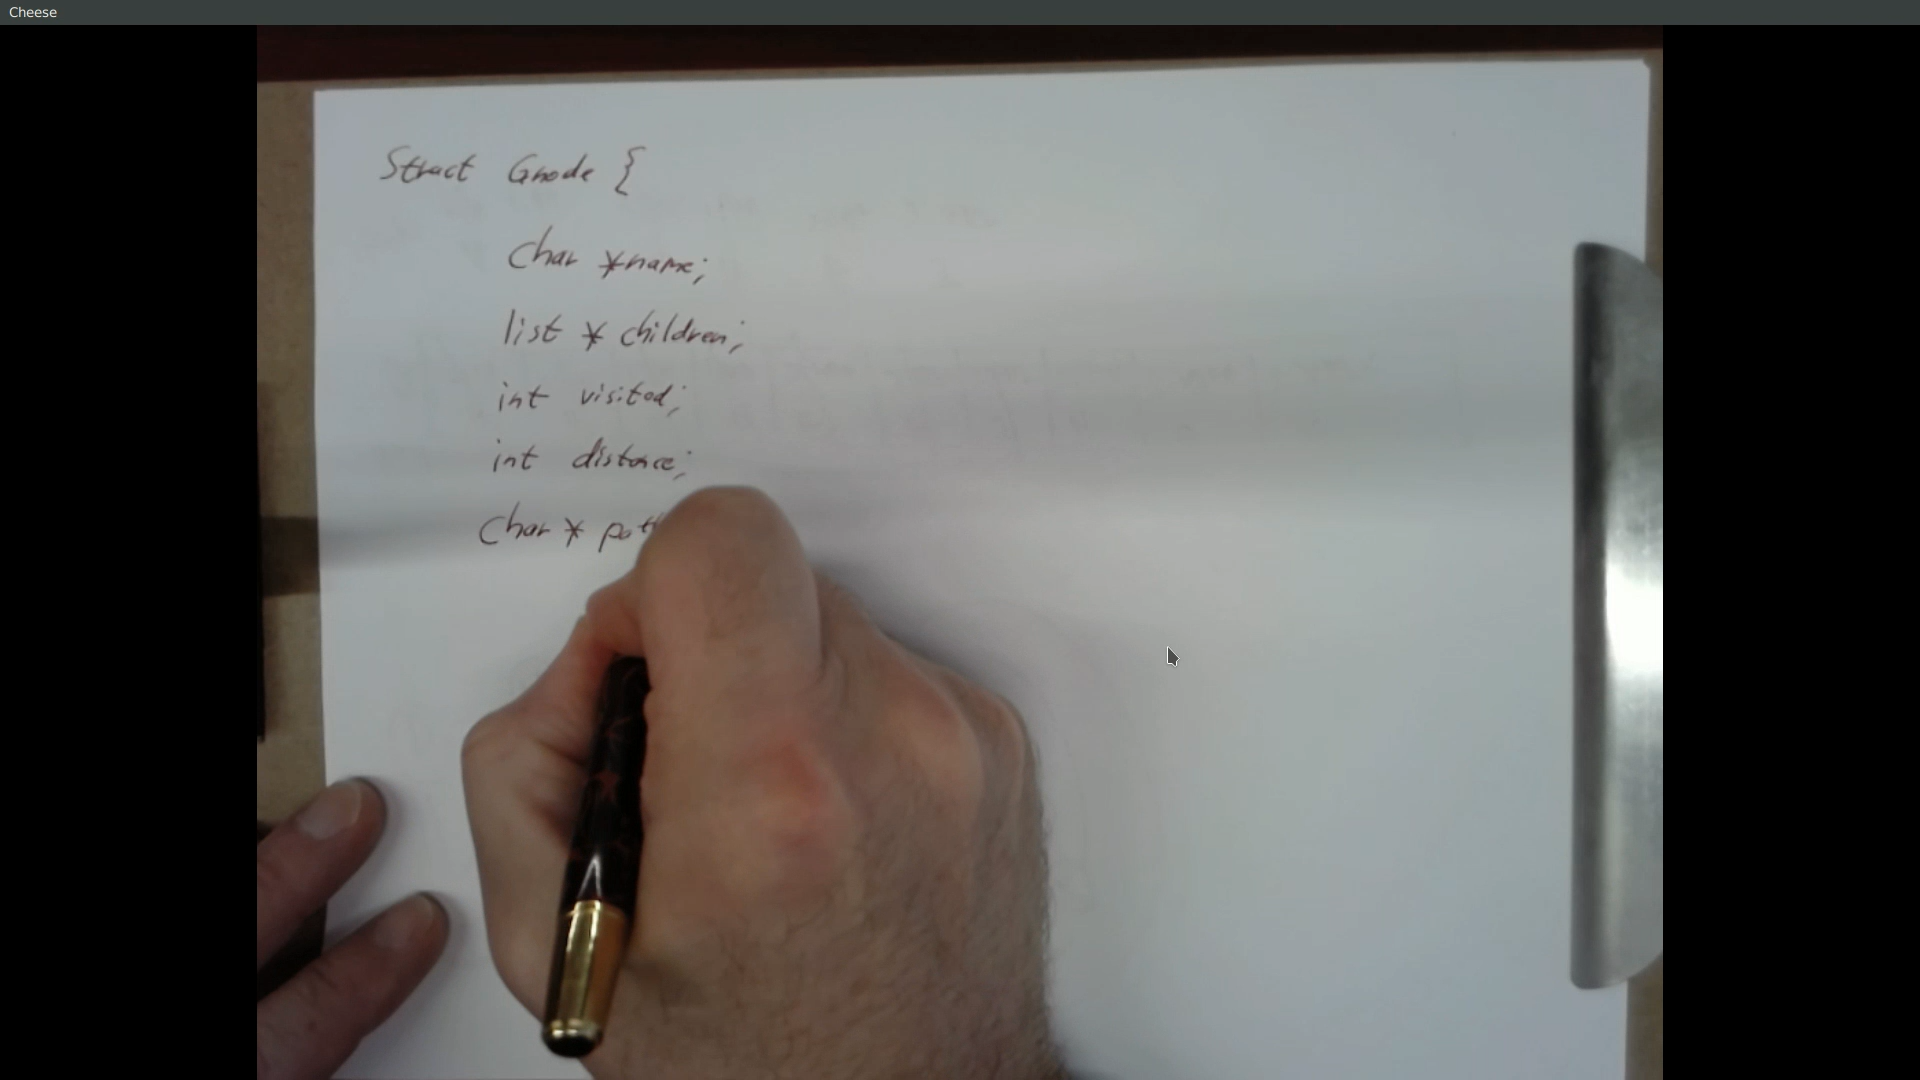 Cheese
Struct Gnode {
char *name;
list * children;
int visited;
int distance;
char *